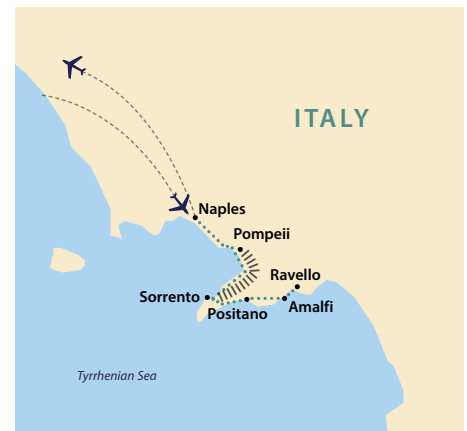 ITALY
Naples
Pompeii
Ravello
Sorrento
Amalfi
Positano
Tyrrhenian Sea